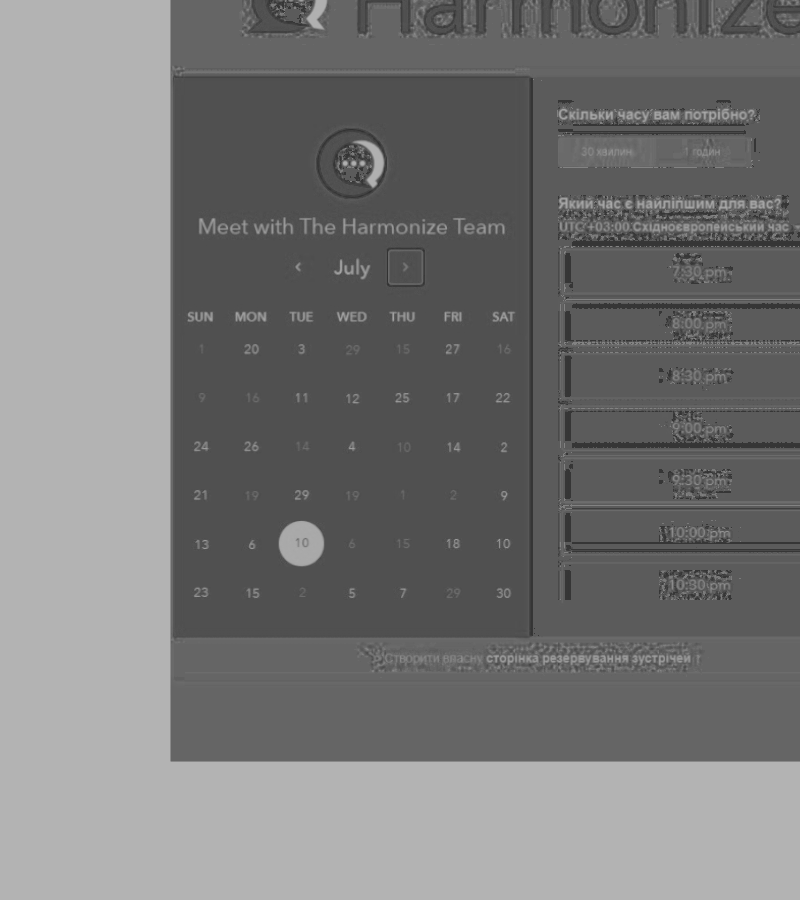 Harmonize
Meet with The Harmonize Team
July
SUN MON TUE WED THU FRI SAT
1 20 3 29 15 27 16
9 16 11 12 25 17 22
24 26 14 4 10 14 2
21 19 29 19 1 2 9
13 6 10 6 15 18 10
23 15 2 5 7 29 30
Скільки часу вам потрібно?
30 хвилин 1 годин
Який час є найліпшим для вас?
UTC +03:00 Східноєвропейський час
7:30 pm
8:00 pm
8:30 pm
9:00 pm
9:30 pm
10:00 pm
10:30 pm
Створити власну сторінка резервування зустрічей